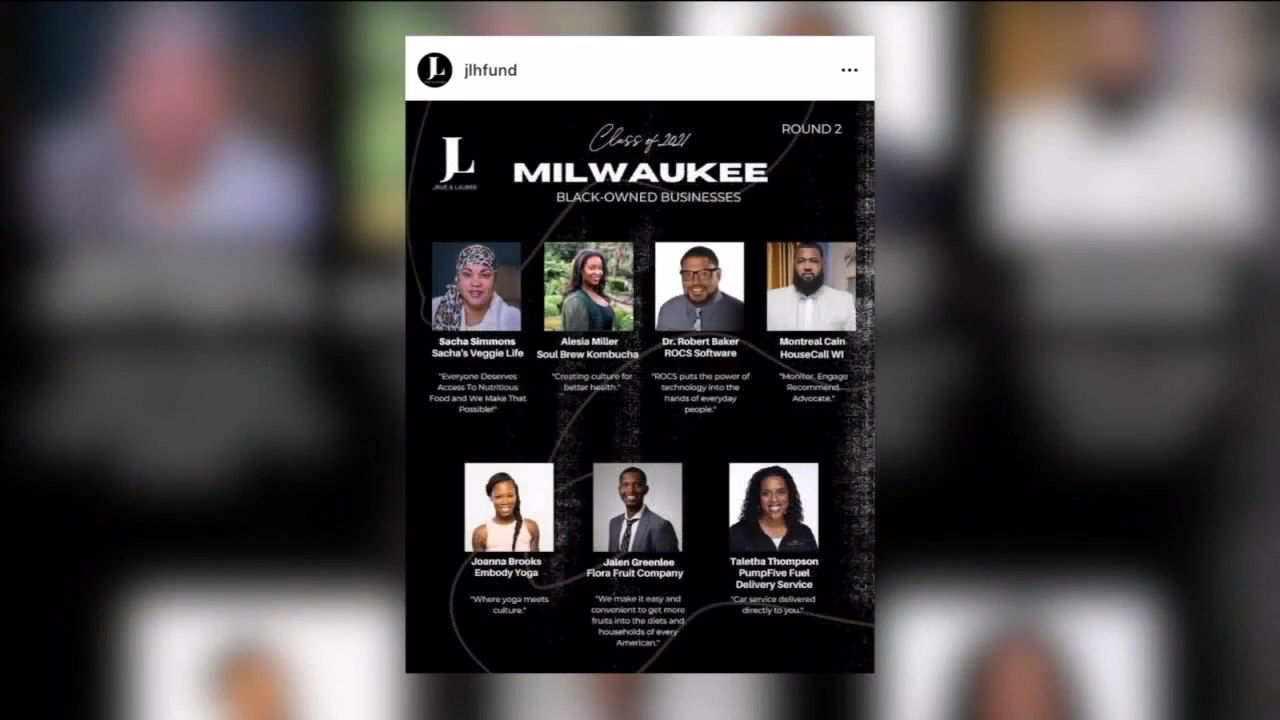 JL
jlhfund
...
Class of 2021
ROUND 2
JL
JRUE & LAUREN
MILWAUKEE
BLACK-OWNED BUSINESSES
Sacha Simmons
Sacha's Veggie Life
"Everyone Deserves
Access To Nutritious
Food and We Make That
Possible!"
Alesia Miller
Soul Brew Kombucha
"Creating culture for
better health."
Dr. Robert Baker
ROCS Software
"ROCS puts the power of
technology into the
hands of everyday
people."
Montreal Cain
HouseCall WI
"Monitor, Engage
Recommend,
Advocate."
Joanna Brooks
Embody Yoga
"Where yoga meets
culture."
Jalen Greenlee
Flora Fruit Company
"We make it easy and
convenient to get more
fruits into the diets and
households of every
American."
Taletha Thompson
PumpFive Fuel
Delivery Service
"Car service delivered
directly to you."